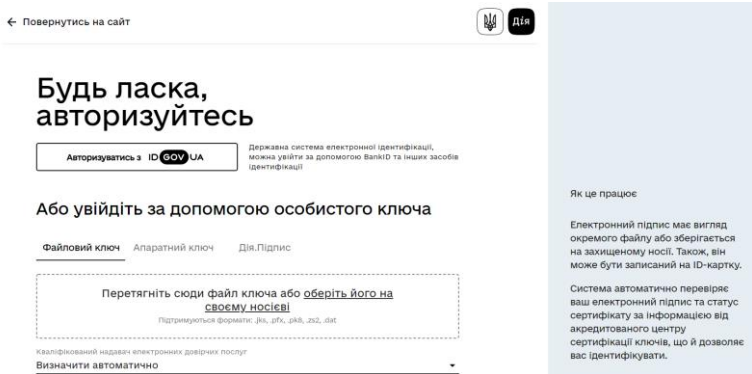 ← Повернутись на сайт
Дія
Будь ласка,
авторизуйтесь
Авторизуватись з ID GOV UA
Державна система електронної ідентифікації,
можна увійти за допомогою BankID та інших засобів
ідентифікації
Або увійдіть за допомогою особистого ключа
Файловий ключ Апаратний ключ Дія.Підпис
Перетягніть сюди файл ключа або оберіть його на
своєму носієві
Підтримуються формати: .jks, .pfx, .pk8, .zs2, .dat
Кваліфікований надавач електронних довірчих послуг
Визначити автоматично
Як це працює
Електронний підпис має вигляд
окремого файлу або зберігається
на захищеному носії. Також, він
може бути записаний на ID-картку.
Система автоматично перевіряє
ваш електронний підпис та статус
сертифікату за інформацією від
акредитованого центру
сертифікації ключів, що й дозволяє
вас ідентифікувати.